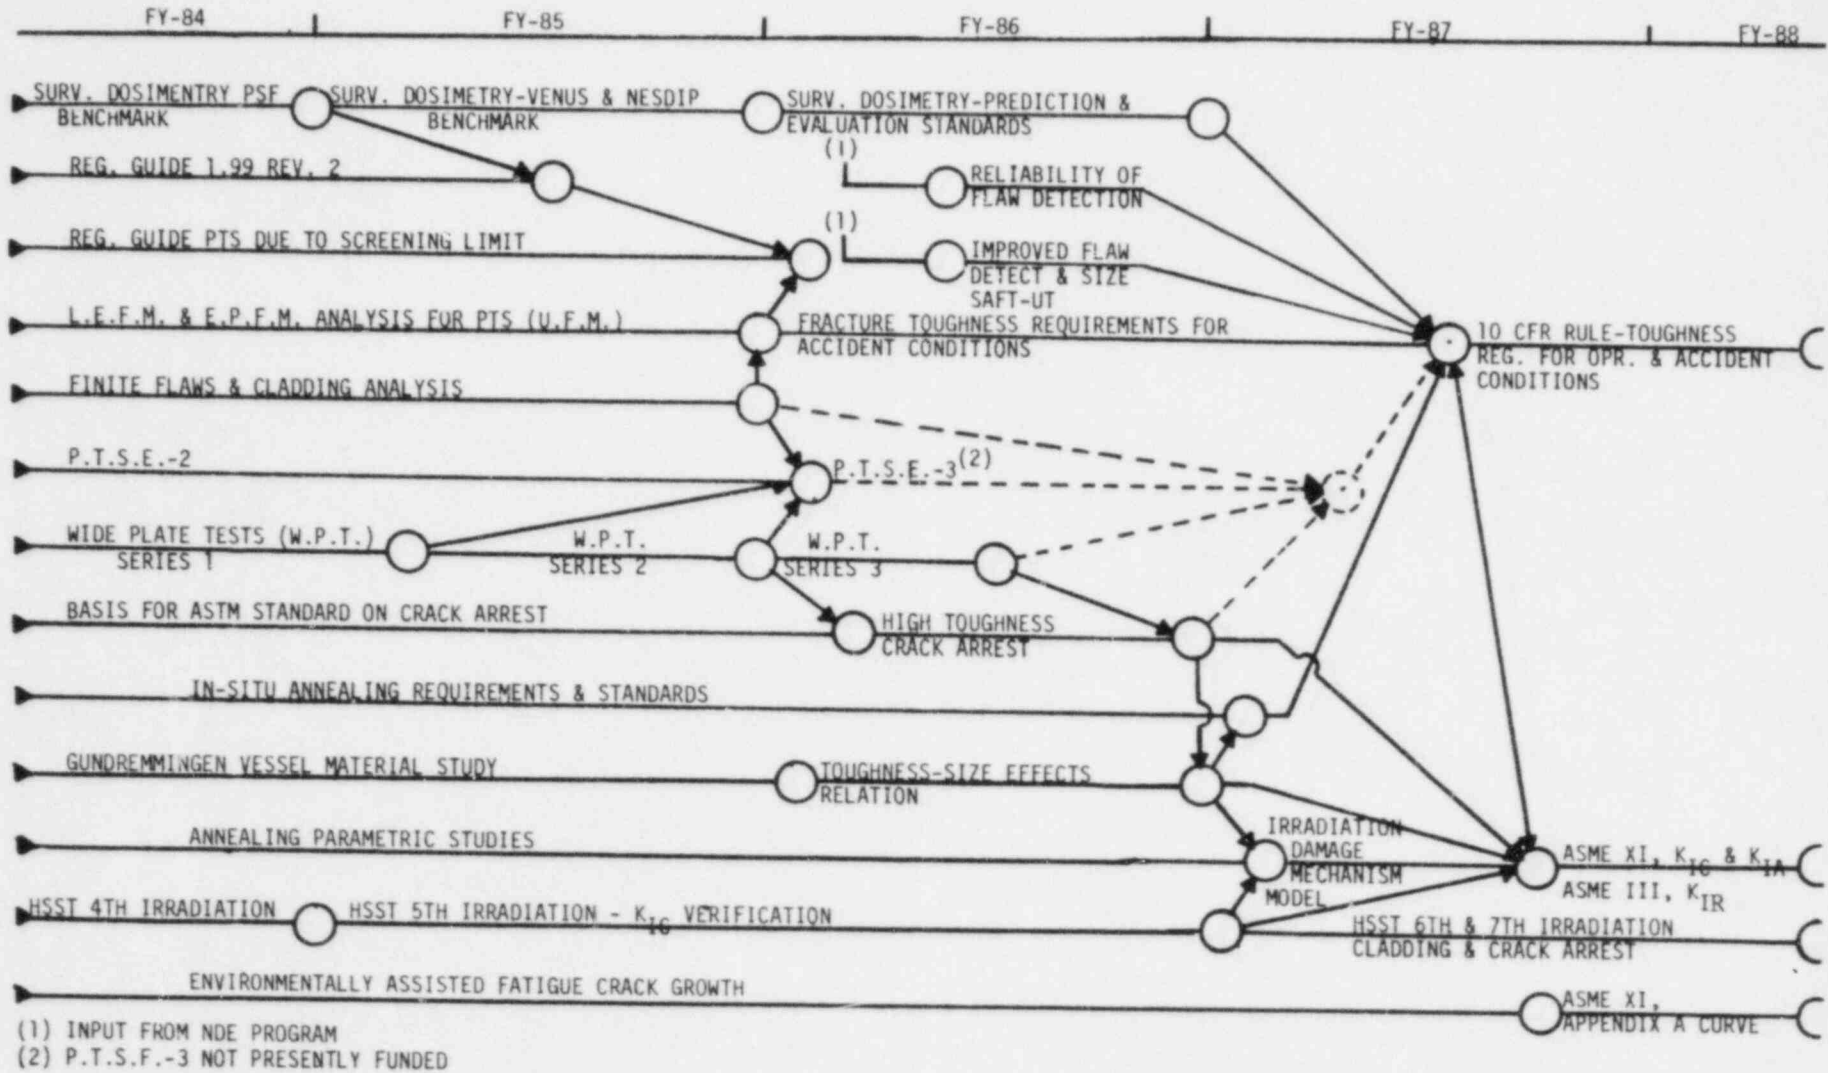 FY-84 FY-85 FY-86 FY-87 FY-88
SURV. DOSIMENTRY PSF
BENCHMARK
SURV. DOSIMETRY-VENUS & NESDIP
BENCHMARK
SURV. DOSIMETRY-PREDICTION &
EVALUATION STANDARDS
REG. GUIDE 1.99 REV. 2
(1)
RELIABILITY OF
FLAW DETECTION
REG. GUIDE PTS DUE TO SCREENING LIMIT
(1)
IMPROVED FLAW
DETECT & SIZE
SAFT-UT
L.E.F.M. & E.P.F.M. ANALYSIS FOR PTS (U.F.M.)
FRACTURE TOUGHNESS REQUIREMENTS FOR
ACCIDENT CONDITIONS
10 CFR RULE-TOUGHNESS
REG. FOR OPR. & ACCIDENT
CONDITIONS
FINITE FLAWS & CLADDING ANALYSIS
P.T.S.E.-2
P.T.S.E.-3(2)
WIDE PLATE TESTS (W.P.T.)
SERIES 1
W.P.T.
SERIES 2
W.P.T.
SERIES 3
BASIS FOR ASTM STANDARD ON CRACK ARREST
HIGH TOUGHNESS
CRACK ARREST
IN-SITU ANNEALING REQUIREMENTS & STANDARDS
GUNDREMMINGEN VESSEL MATERIAL STUDY
TOUGHNESS-SIZE EFFECTS
RELATION
ANNEALING PARAMETRIC STUDIES
IRRADIATION
DAMAGE
MECHANISM
MODEL
ASME XI, KIC & KIA
ASME III, KIR
HSST 4TH IRRADIATION
HSST 5TH IRRADIATION - KIC VERIFICATION
HSST 6TH & 7TH IRRADIATION
CLADDING & CRACK ARREST
ENVIRONMENTALLY ASSISTED FATIGUE CRACK GROWTH
ASME XI,
APPENDIX A CURVE
(1) INPUT FROM NDE PROGRAM
(2) P.T.S.F.-3 NOT PRESENTLY FUNDED